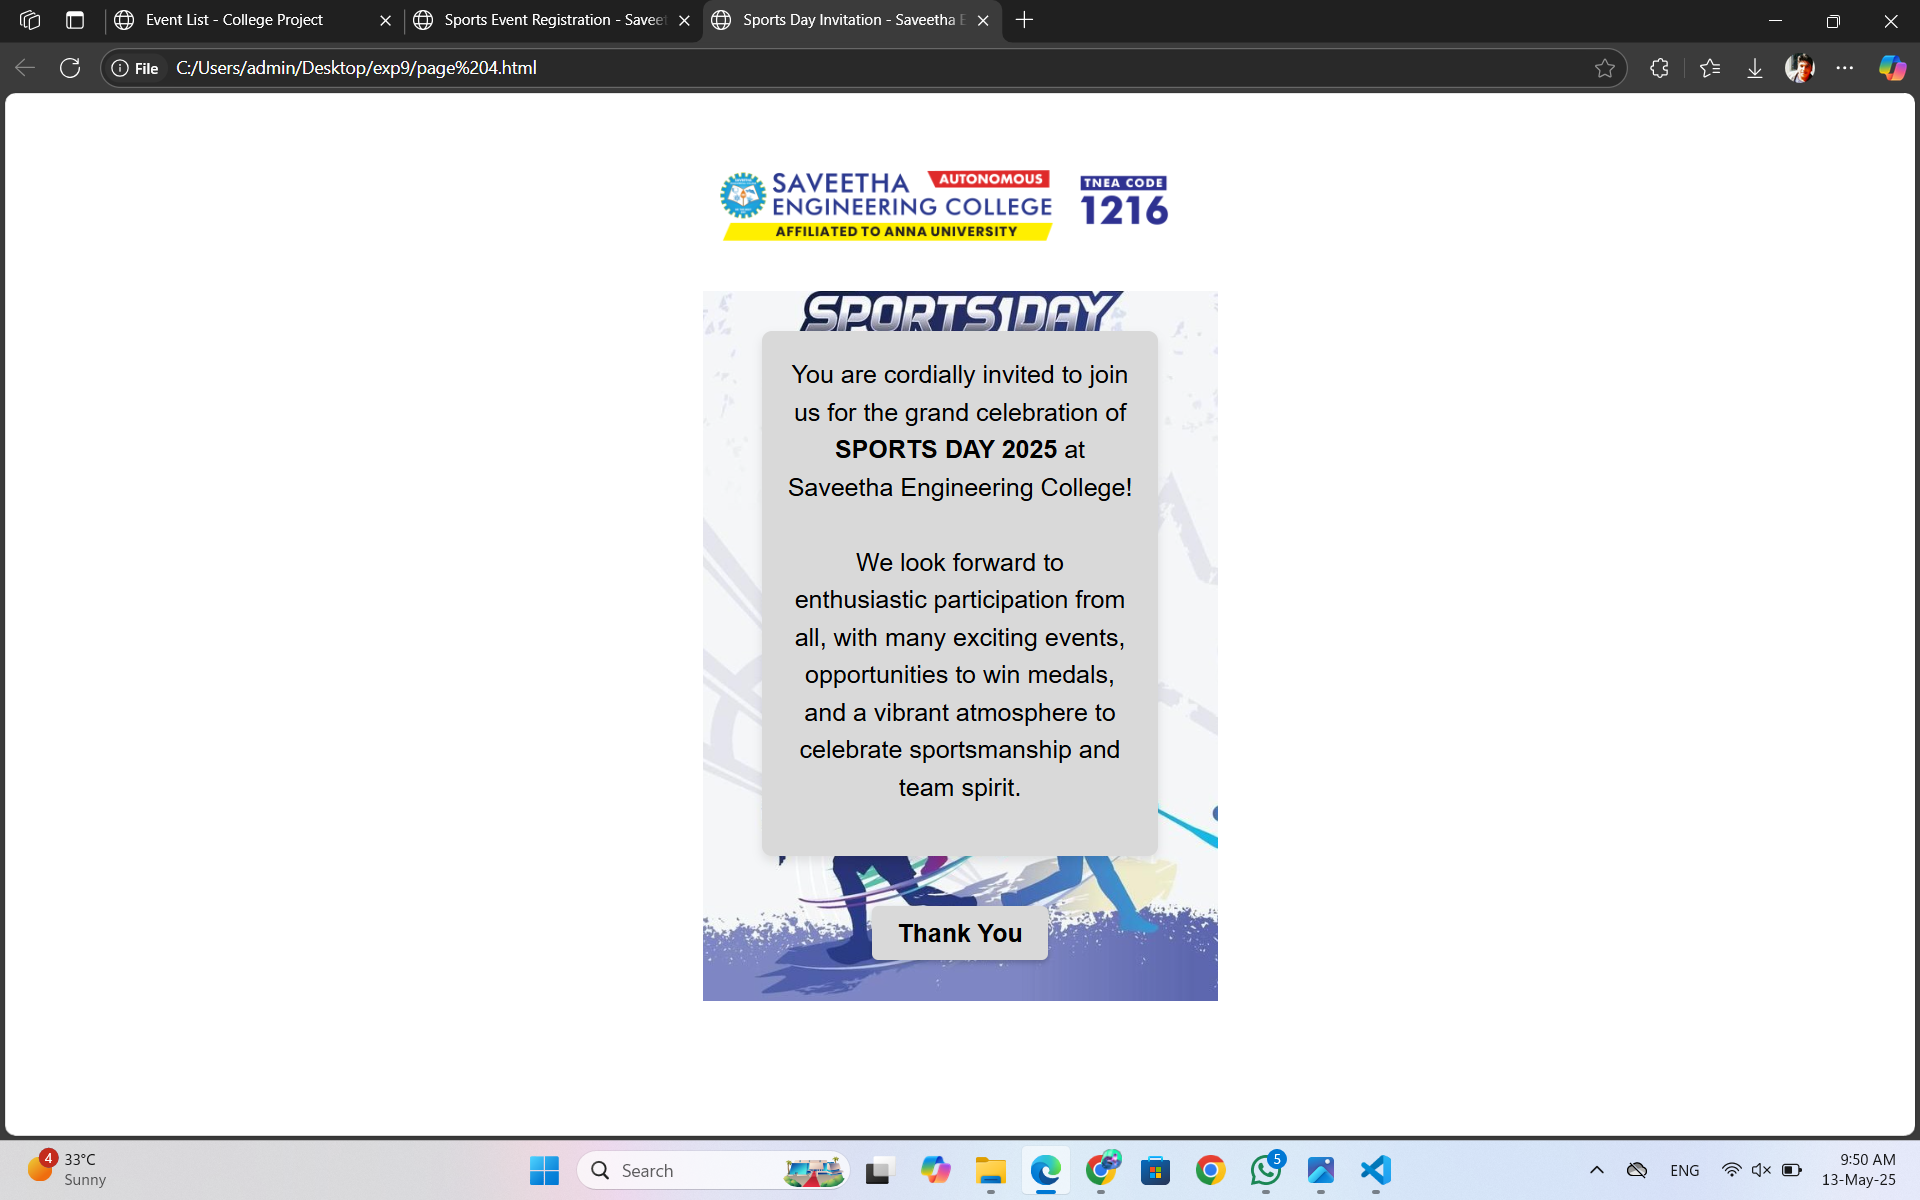 Event List - College Project
Sports Event Registration - Saveet
Sports Day Invitation - Saveetha E
File C:/Users/admin/Desktop/exp9/page%204.html
SAVEETHA AUTONOMOUS
ENGINEERING COLLEGE
AFFILIATED TO ANNA UNIVERSITY
TNEA CODE
1216
SPORTS DAY
You are cordially invited to join
us for the grand celebration of
SPORTS DAY 2025 at
Saveetha Engineering College!
We look forward to
enthusiastic participation from
all, with many exciting events,
opportunities to win medals,
and a vibrant atmosphere to
celebrate sportsmanship and
team spirit.
Thank You
4
33°C
Sunny
Search
5
ENG
9:50 AM
13-May-25